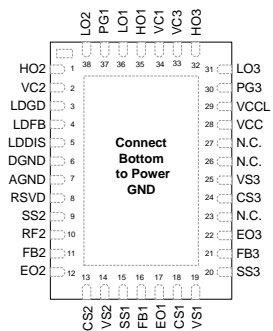 LO2 PG1 LO1 HO1 VC1 VC3 HO3
38 37 36 35 34 33 32
HO2 1
VC2 2
LDGD 3
LDFB 4
LDDIS 5
DGND 6
AGND 7
RSVD 8
SS2 9
RF2 10
FB2 11
EO2 12
Connect
Bottom
to Power
GND
31 LO3
30 PG3
29 VCCL
28 VCC
27 N.C.
26 N.C.
25 VS3
24 CS3
23 N.C.
22 EO3
21 FB3
20 SS3
13 14 15 16 17 18 19
CS2 VS2 SS1 FB1 EO1 CS1 VS1